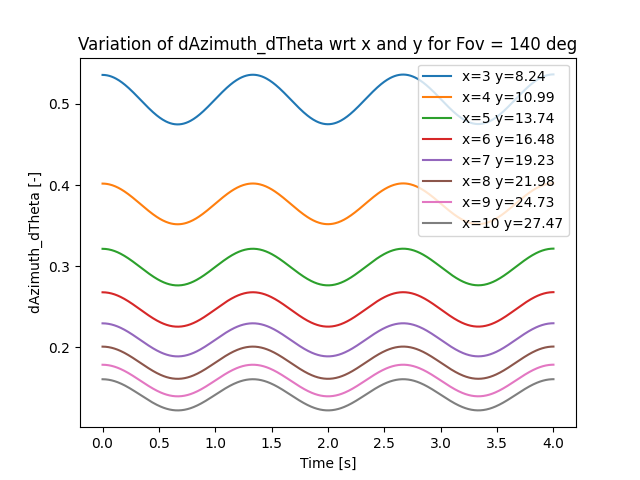 Variation of dAzimuth_dTheta wrt x and y for Fov = 140 deg
x=3 y=8.24
x=4 y=10.99
x=5 y=13.74
x=6 y=16.48
x=7 y=19.23
x=8 y=21.98
x=9 y=24.73
x=10 y=27.47
dAzimuth_dTheta [-]
0.5
0.4
0.3
0.2
0.0 0.5 1.0 1.5 2.0 2.5 3.0 3.5 4.0
Time [s]